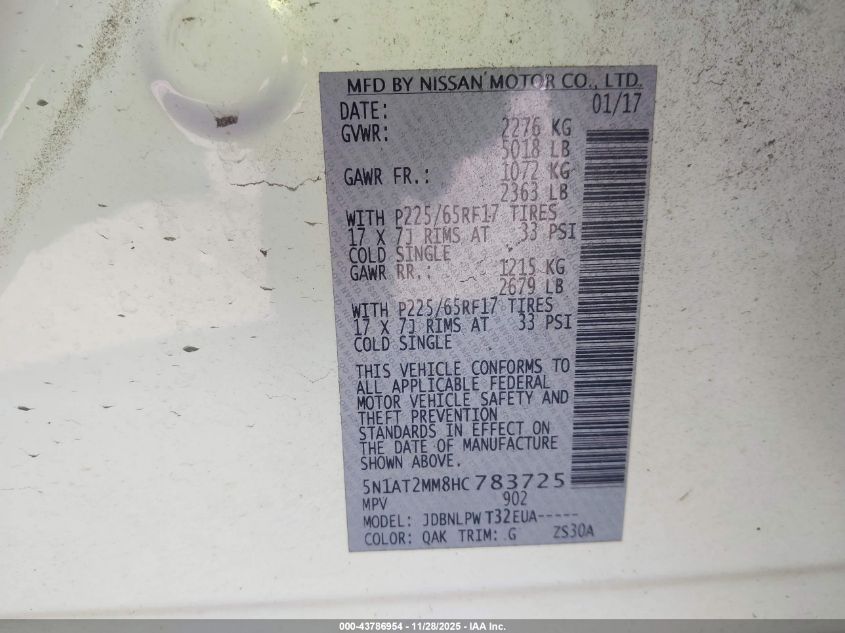 MFD BY NISSAN MOTOR CO., LTD.
DATE: 01/17
GVWR: 2276 KG
5018 LB
GAWR FR.: 1072 KG
2363 LB
WITH P225/65RF17 TIRES
17 X 7J RIMS AT 33 PSI
COLD SINGLE
GAWR RR.: 1215 KG
2679 LB
WITH P225/65RF17 TIRES
17 X 7J RIMS AT 33 PSI
COLD SINGLE
THIS VEHICLE CONFORMS TO
ALL APPLICABLE FEDERAL
MOTOR VEHICLE SAFETY AND
THEFT PREVENTION
STANDARDS IN EFFECT ON
THE DATE OF MANUFACTURE
SHOWN ABOVE.
5N1AT2MM8HC783725
MPV 902
MODEL: JDBNLPW T32EUA-----
COLOR: QAK TRIM: G ZS30A
000-43786954 — 11/28/2025 — IAA Inc.